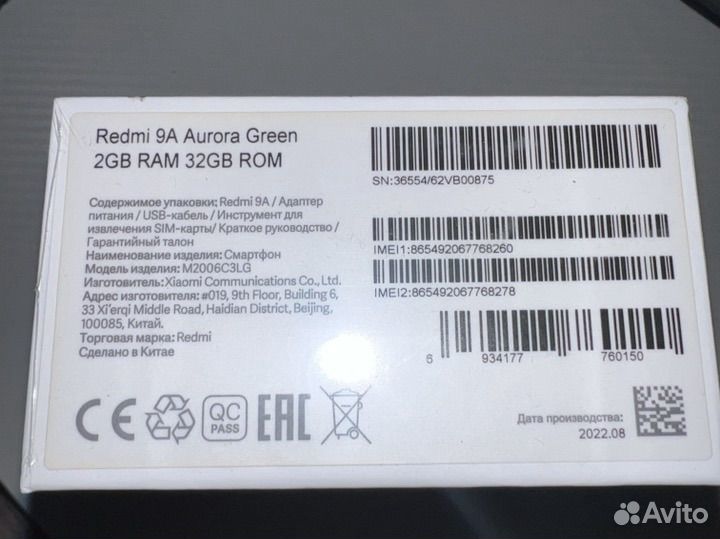 Redmi 9A Aurora Green
2GB RAM 32GB ROM
SN:36554/62VB00875
Содержимое упаковки: Redmi 9A / Адаптер
питания / USB-кабель / Инструмент для
извлечения SIM-карты/ Краткое руководство /
Гарантийный талон
Наименование изделия: Смартфон
Модель изделия: M2006C3LG
Изготовитель:Xiaomi Communications Co., Ltd.
Адрес изготовителя: #019, 9th Floor, Building 6,
33 Xi'erqi Middle Road, Haidian District, Beijing,
100085, Китай.
Торговая марка: Redmi
Сделано в Китае
IMEI1:865492067768260
IMEI2:865492067768278
6 934177 760150
CE
QC
PASS
EAC
Дата производства:
2022.08
Avito